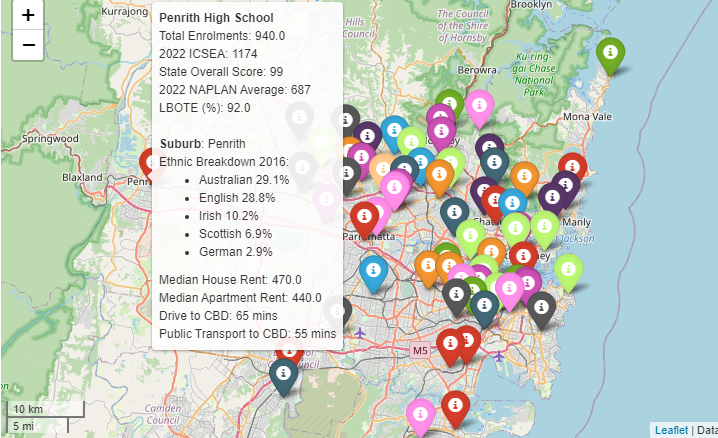 Kurrajong
Brooklyn
The Council
of the Shire
of Hornsby
Hills
of
Ku-ring-
gai Chase
National
Park
Berowra
Mona Vale
Springwood
Blaxland
Manly
M5
Camden
Council
+
−
Penrith High School
Total Enrolments: 940.0
2022 ICSEA: 1174
State Overall Score: 99
2022 NAPLAN Average: 687
LBOTE (%): 92.0
Suburb: Penrith
Ethnic Breakdown 2016:
• Australian 29.1%
• English 28.8%
• Irish 10.2%
• Scottish 6.9%
• German 2.9%
Median House Rent: 470.0
Median Apartment Rent: 440.0
Drive to CBD: 65 mins
Public Transport to CBD: 55 mins
10 km
5 mi
Leaflet | Data